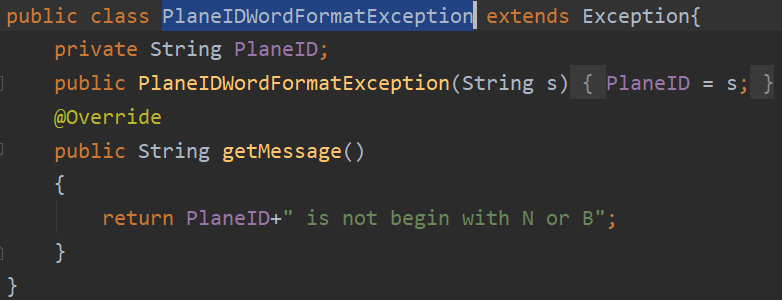 public class PlaneIDWordFormatException extends Exception{
    private String PlaneID;
    public PlaneIDWordFormatException(String s) { PlaneID = s; }
    @Override
    public String getMessage()
    {
        return PlaneID+" is not begin with N or B";
    }
}